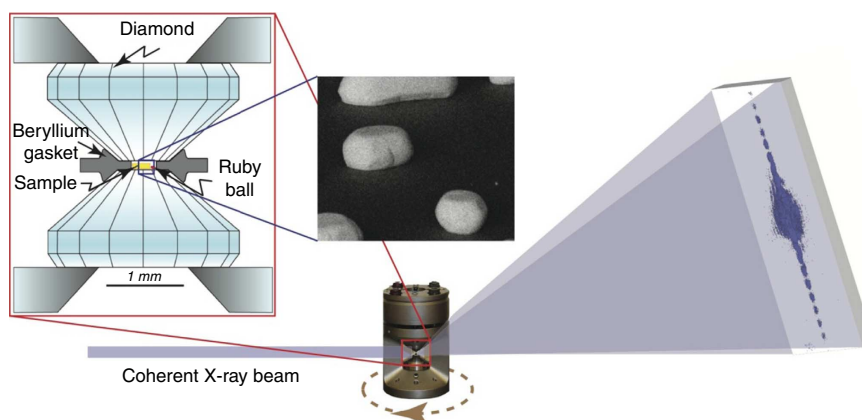 Diamond
Beryllium
gasket
Sample
Ruby
ball
1 mm
Coherent X-ray beam